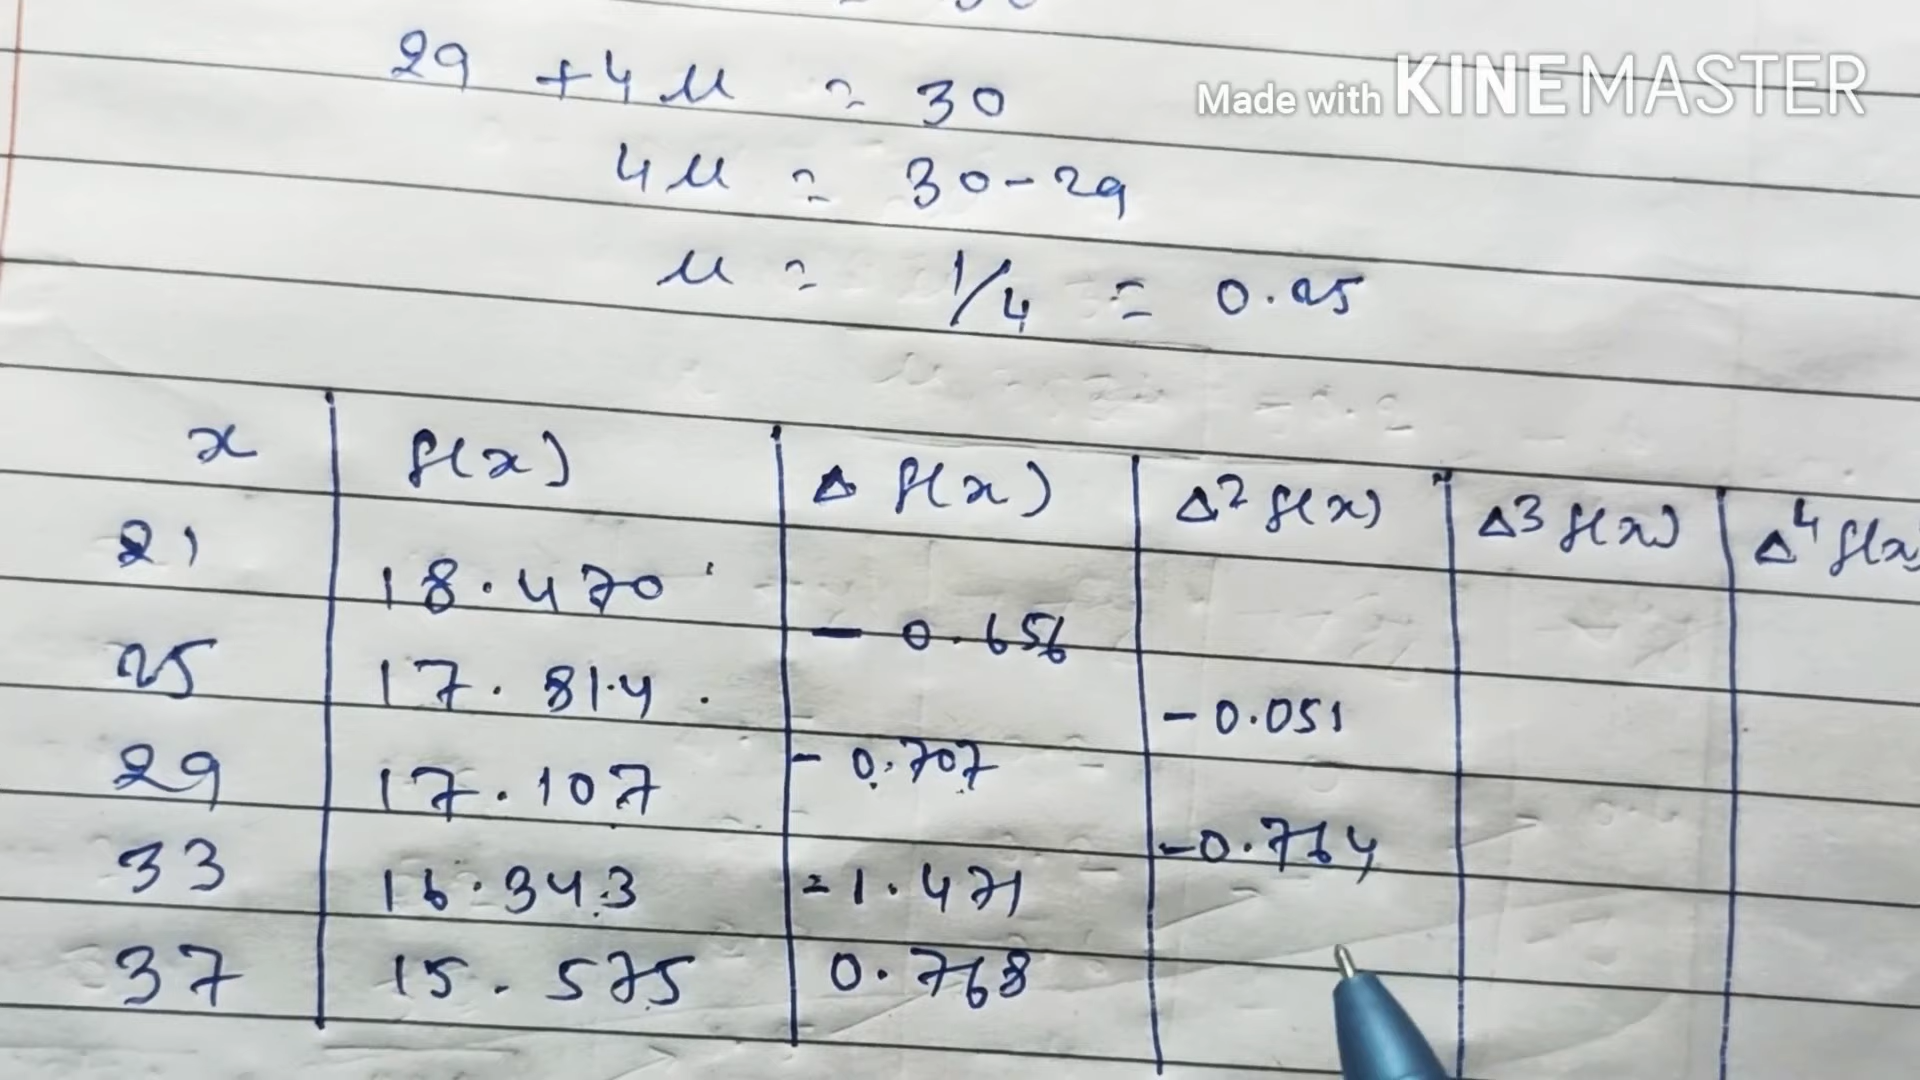 29 + 4μ = 30
Made with KINEMASTER
4μ = 30 - 29
μ = 1/4 = 0.25
x f(x) Δ f(x) Δ2 f(x) Δ3 f(x) Δ4 f(x)
21 18.470
- 0.656
25 17.814
- 0.051
29 17.107 - 0.707
-0.764
33 16.343 = 1.471
37 15.575 0.768